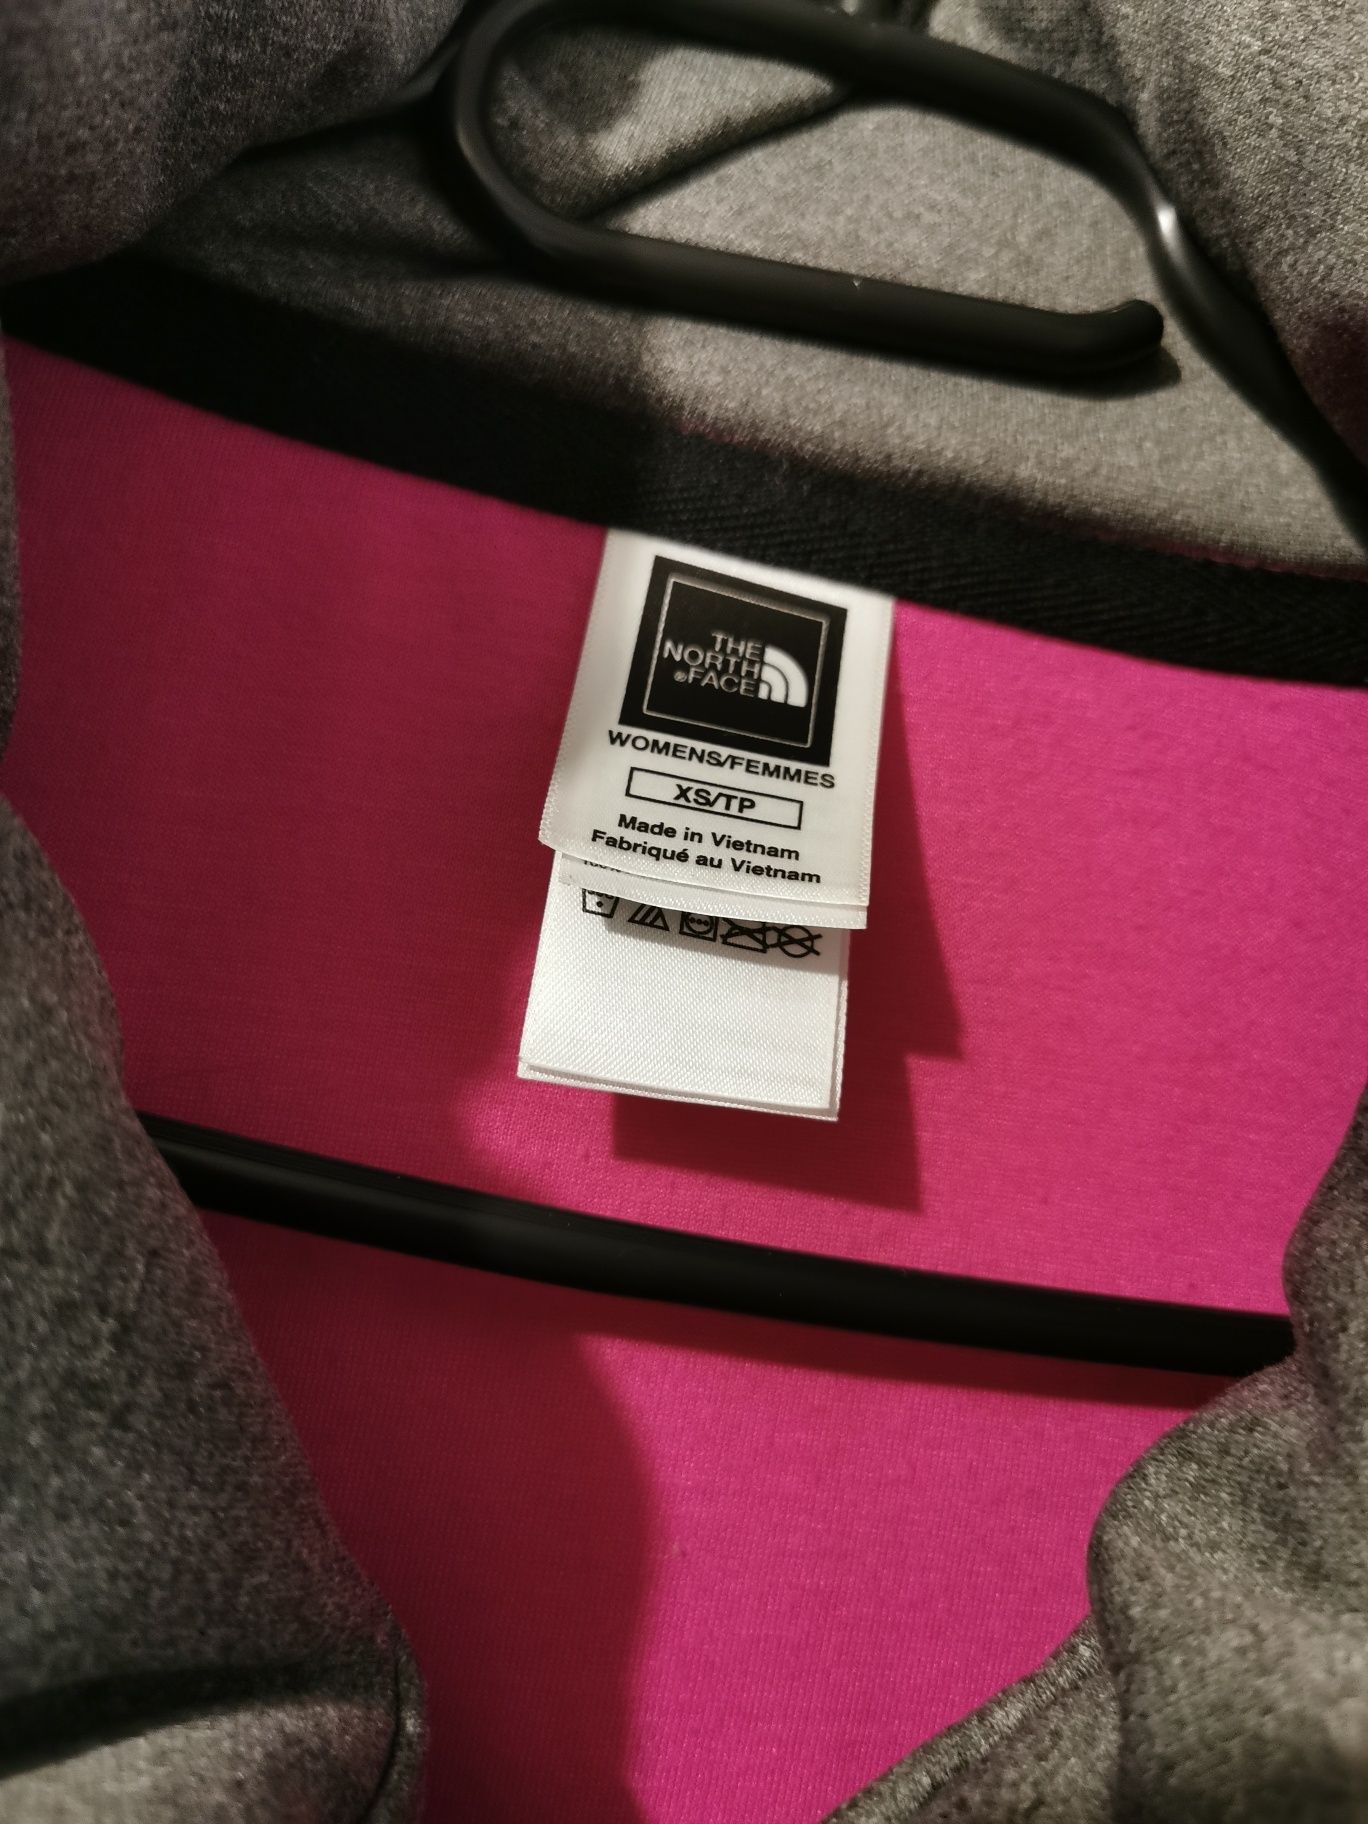 THE
NORTH
®FACE
WOMENS/FEMMES
XS/TP
Made in Vietnam
Fabriqué au Vietnam